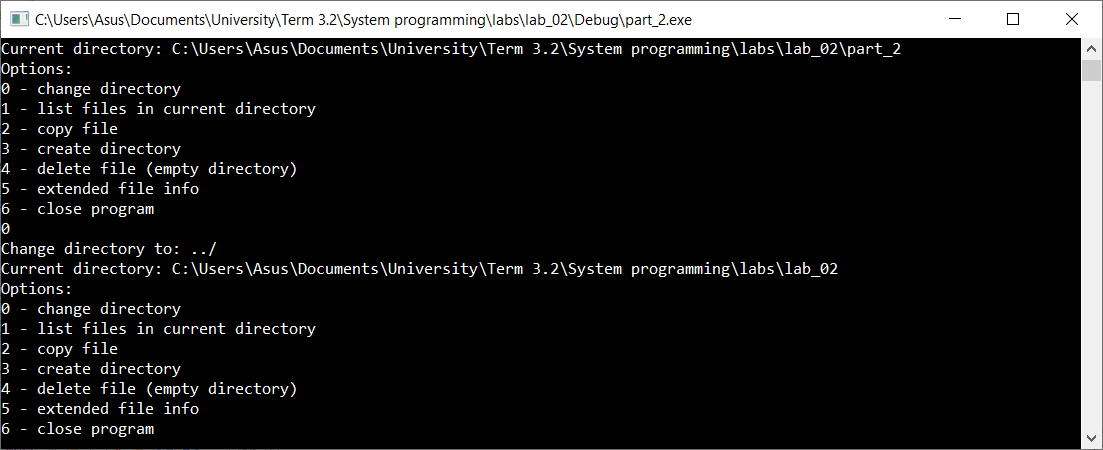 C:\Users\Asus\Documents\University\Term 3.2\System programming\labs\lab_02\Debug\part_2.exe
Current directory: C:\Users\Asus\Documents\University\Term 3.2\System programming\labs\lab_02\part_2
Options:
0 - change directory
1 - list files in current directory
2 - copy file
3 - create directory
4 - delete file (empty directory)
5 - extended file info
6 - close program
0
Change directory to: ../
Current directory: C:\Users\Asus\Documents\University\Term 3.2\System programming\labs\lab_02
Options:
0 - change directory
1 - list files in current directory
2 - copy file
3 - create directory
4 - delete file (empty directory)
5 - extended file info
6 - close program